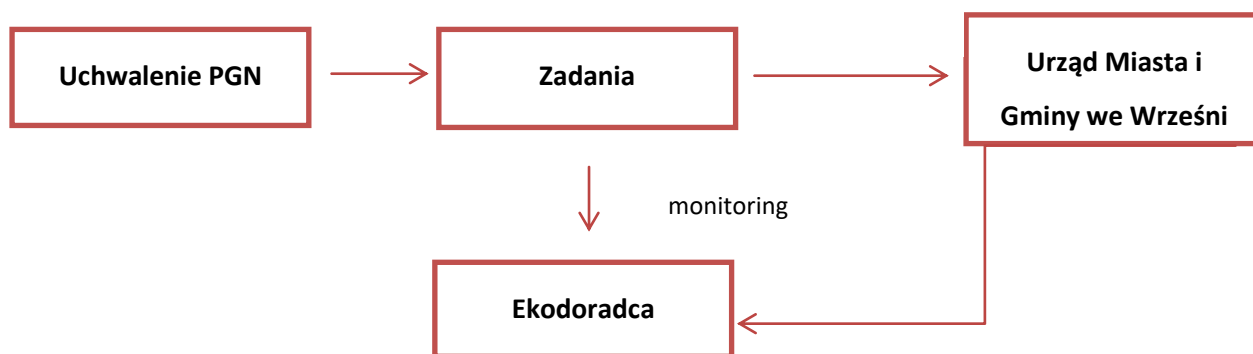 Uchwalenie PGN
Zadania
Urząd Miasta i
Gminy we Wrześni
monitoring
Ekodoradca